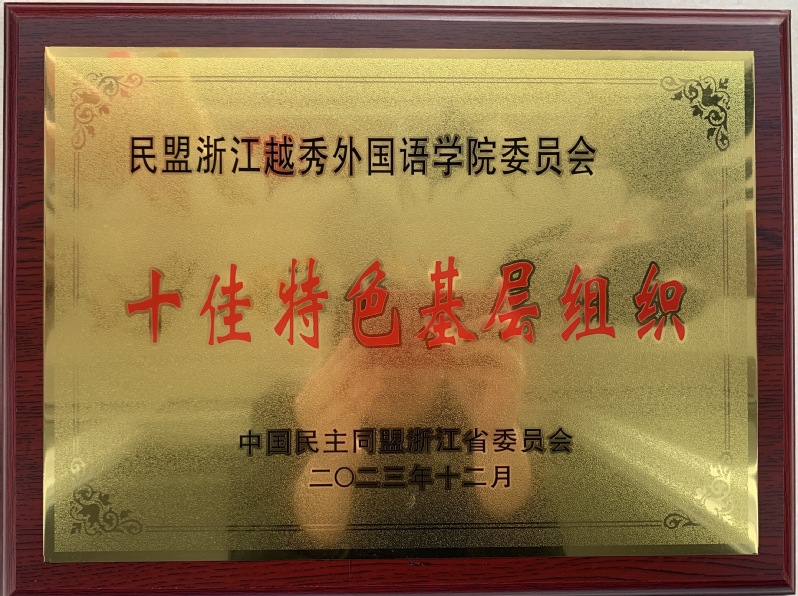 民盟浙江越秀外国语学院委员会
十佳特色基层组织
中国民主同盟浙江省委员会
二〇二三年十二月